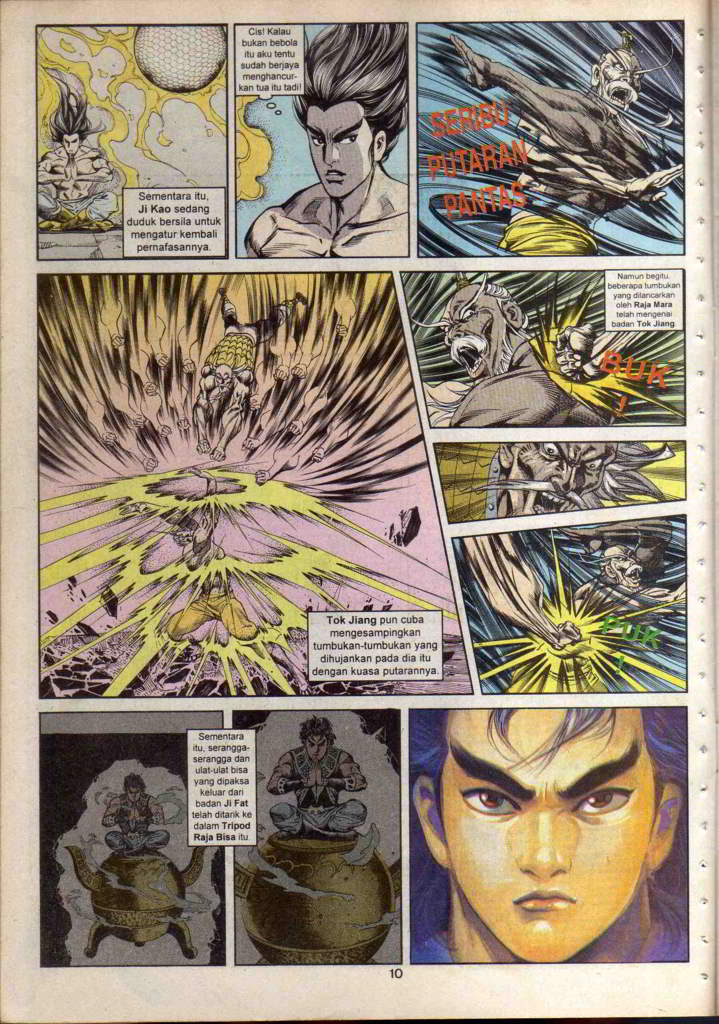 Sementara itu,
Ji Kao sedang
duduk bersila untuk
mengatur kembali
pernafasannya.
Cis! Kalau
bukan bebola
itu aku tentu
sudah berjaya
menghancur-
kan tua itu tadi!
SERIBU
PUTARAN
PANTAS
Tok Jiang pun cuba
mengesampingkan
tumbukan-tumbukan yang
dihujankan pada dia itu
dengan kuasa putarannya.
Namun begitu,
beberapa tumbukan
yang dilancarkan
oleh Raja Mara
telah mengenai
badan Tok Jiang.
BUK
!
PUK
!
Sementara
itu, serangga-
serangga dan
ulat-ulat bisa
yang dipaksa
keluar dari
badan Ji Fat
telah ditarik ke
dalam Tripod
Raja Bisa itu.
10